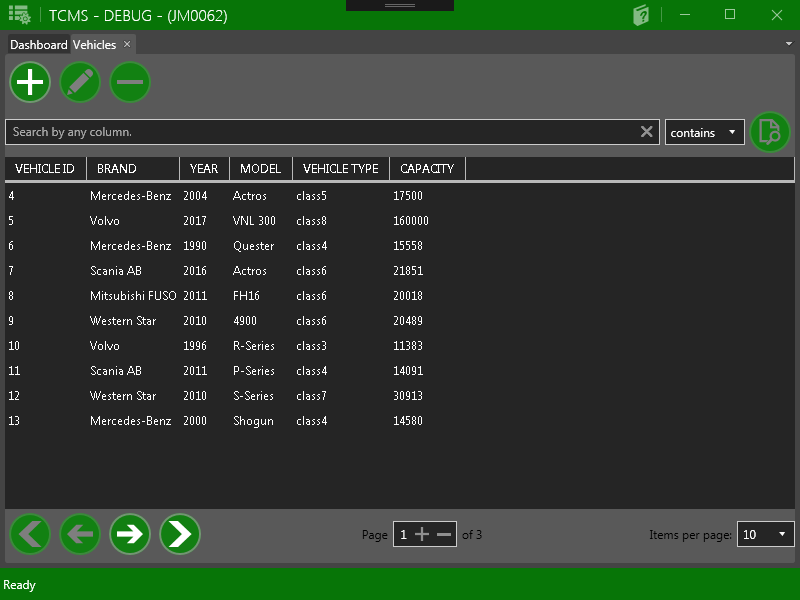 TCMS - DEBUG - (JM0062)
Dashboard Vehicles
Search by any column. contains
VEHICLE ID BRAND YEAR MODEL VEHICLE TYPE CAPACITY
4 Mercedes-Benz 2004 Actros class5 17500
5 Volvo 2017 VNL 300 class8 160000
6 Mercedes-Benz 1990 Quester class4 15558
7 Scania AB 2016 Actros class6 21851
8 Mitsubishi FUSO 2011 FH16 class6 20018
9 Western Star 2010 4900 class6 20489
10 Volvo 1996 R-Series class3 11383
11 Scania AB 2011 P-Series class4 14091
12 Western Star 2010 S-Series class7 30913
13 Mercedes-Benz 2000 Shogun class4 14580
Page 1 of 3 Items per page: 10
Ready